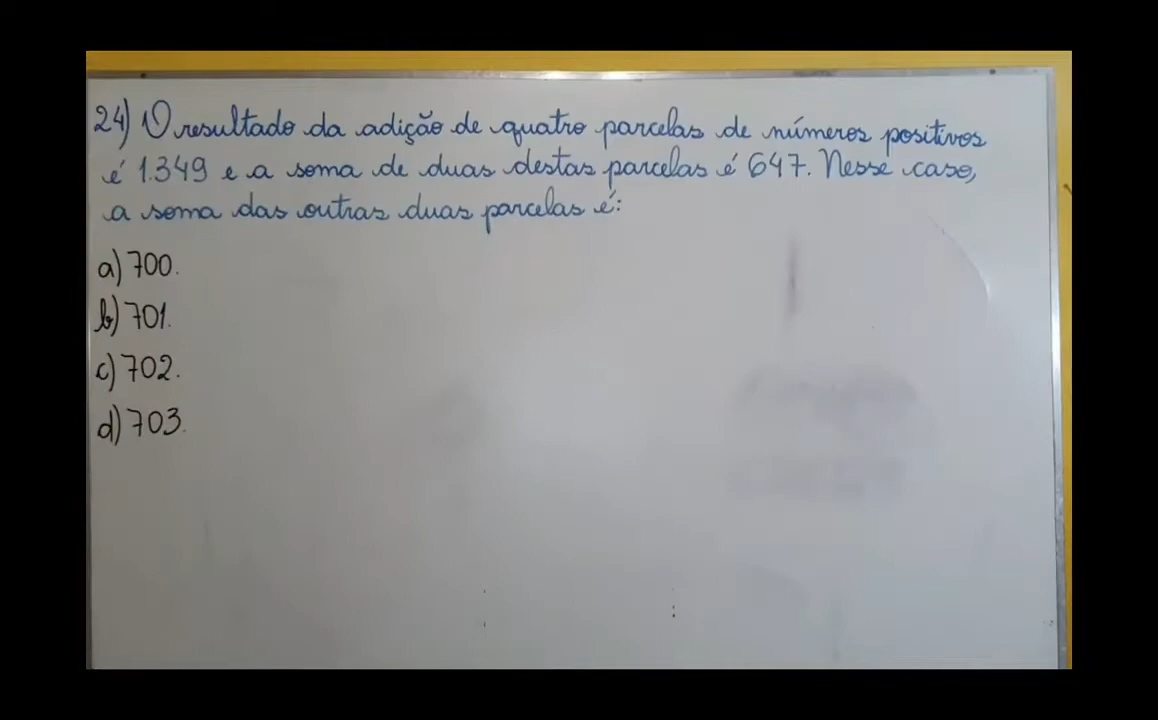 24) O resultado da adição de quatro parcelas de números positivos
é 1.349 e a soma de duas destas parcelas é 647. Nesse caso,
a soma das outras duas parcelas é:
a) 700.
b) 701.
c) 702.
d) 703.